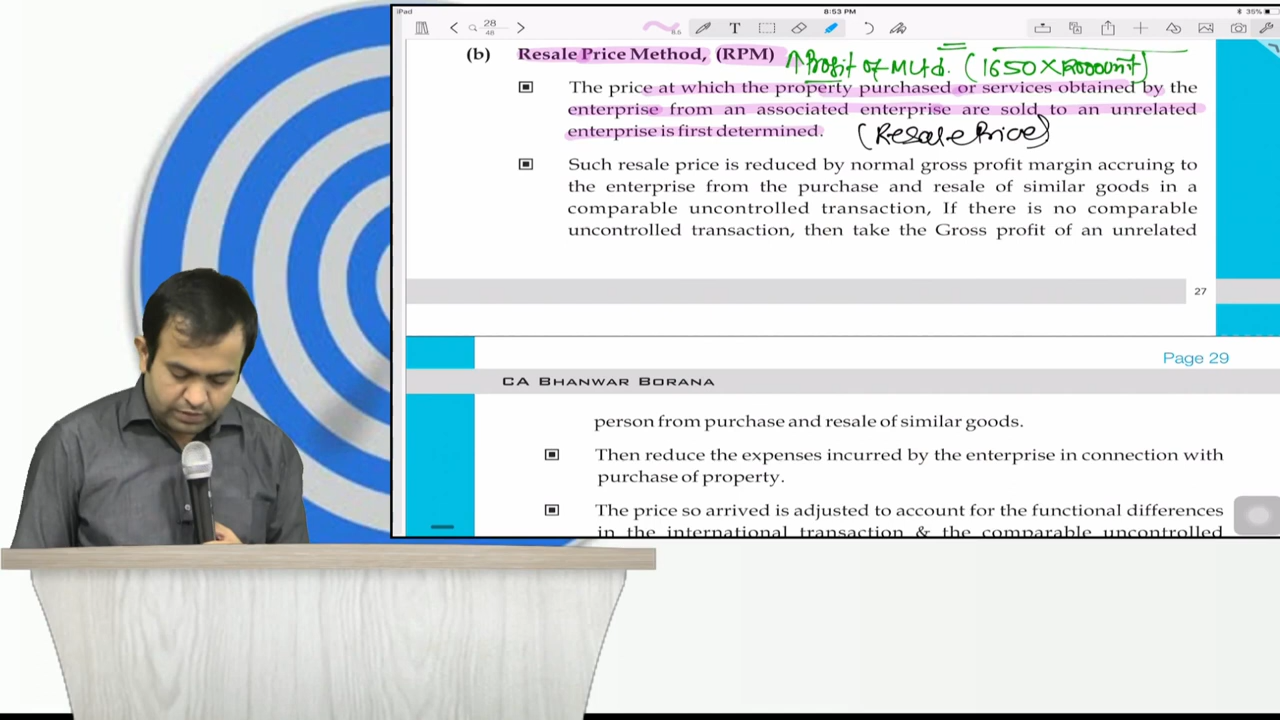 iPad
8:53 PM
35%
28
48
T
8.5
(b) Resale Price Method, (RPM) ↑ Profit of M Ltd. (1650 ×
The price at which the property purchased or services obtained by the
enterprise from an associated enterprise are sold to an unrelated
enterprise is first determined. (Resale Price)
Such resale price is reduced by normal gross profit margin accruing to
the enterprise from the purchase and resale of similar goods in a
comparable uncontrolled transaction, If there is no comparable
uncontrolled transaction, then take the Gross profit of an unrelated
27
Page 29
CA BHANWAR BORANA
person from purchase and resale of similar goods.
Then reduce the expenses incurred by the enterprise in connection with
purchase of property.
The price so arrived is adjusted to account for the functional differences
in the international transaction & the comparable uncontrolled